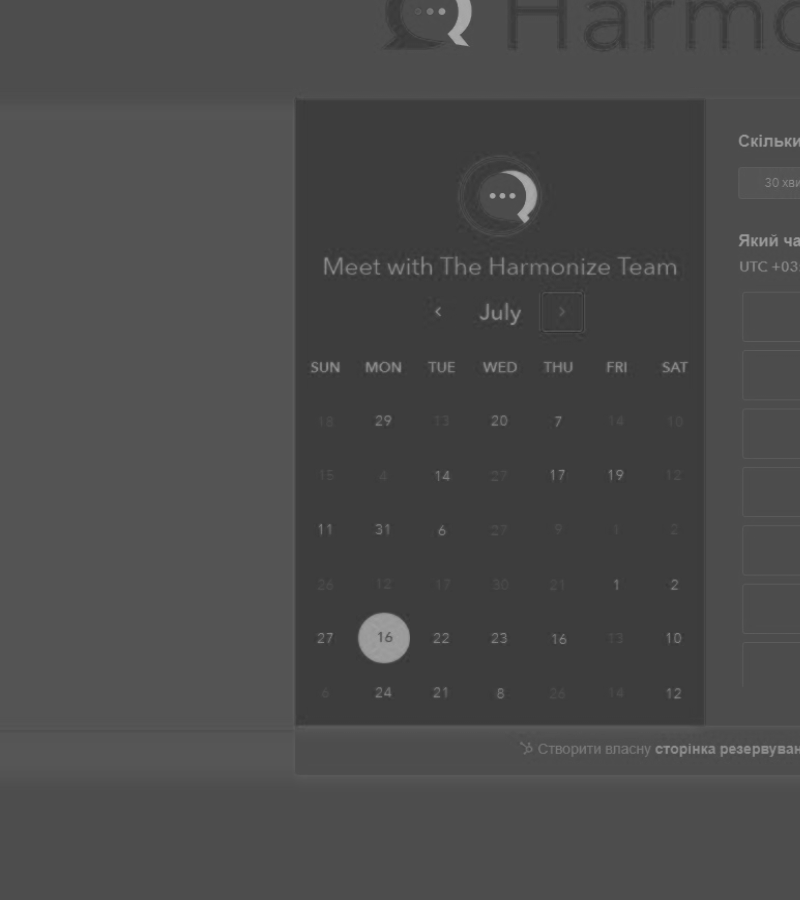 Harmo
Скільки
30 хви
Meet with The Harmonize Team
Який ча
UTC +03:
July
SUN MON TUE WED THU FRI SAT
18 29 13 20 7 14 10
15 4 14 27 17 19 12
11 31 6 27 9 1 2
26 12 17 30 21 1 2
27 16 22 23 16 13 10
6 24 21 8 26 14 12
Створити власну сторінка резервуван